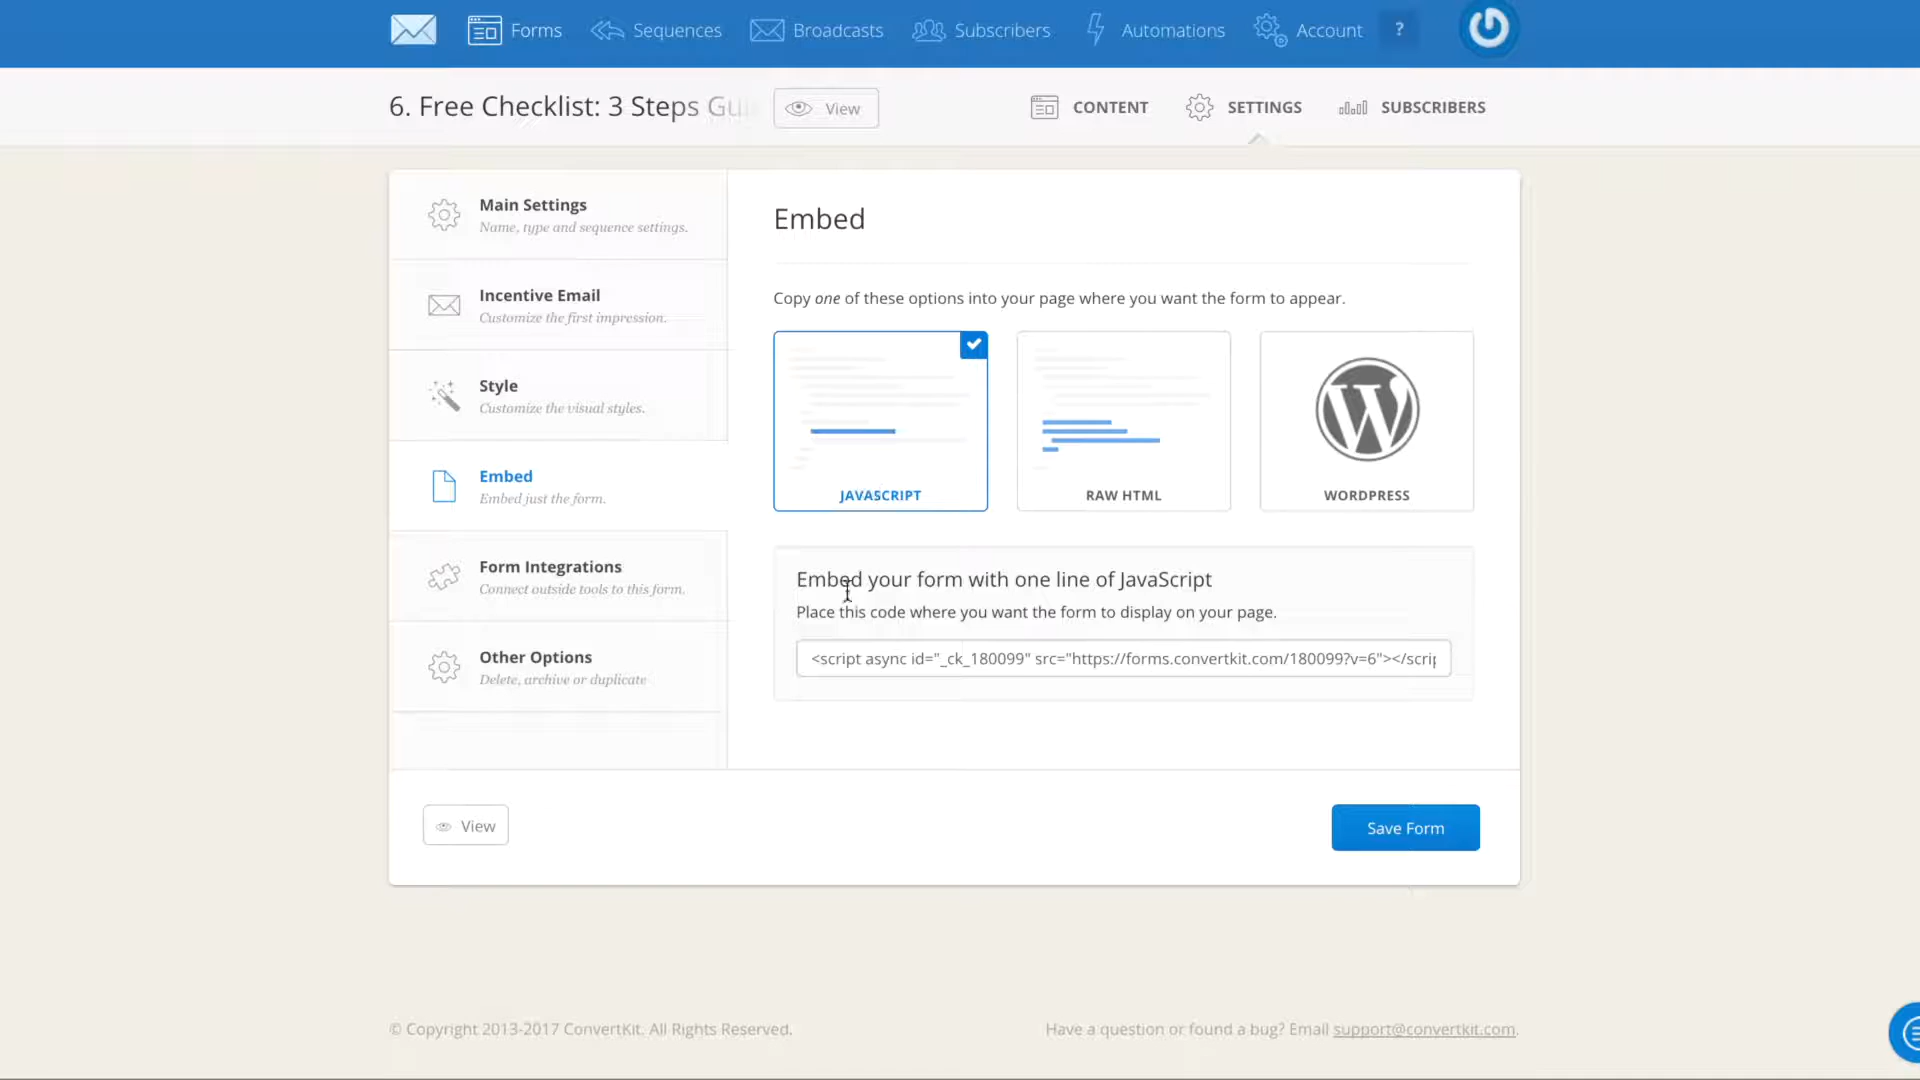 Forms Sequences Broadcasts Subscribers Automations Account ?
6. Free Checklist: 3 Steps View CONTENT SETTINGS SUBSCRIBERS
Main Settings
Name, type and sequence settings.
Incentive Email
Customize the first impression.
Style
Customize the visual styles.
Embed
Embed just the form.
Form Integrations
Connect outside tools to this form.
Other Options
Delete, archive or duplicate
Embed
Copy one of these options into your page where you want the form to appear.
JAVASCRIPT RAW HTML WORDPRESS
Embed your form with one line of JavaScript
Place this code where you want the form to display on your page.
<script async id="_ck_180099" src="https://forms.convertkit.com/180099?v=6"></scrip
View Save Form
© Copyright 2013-2017 ConvertKit. All Rights Reserved. Have a question or found a bug? Email support@convertkit.com.